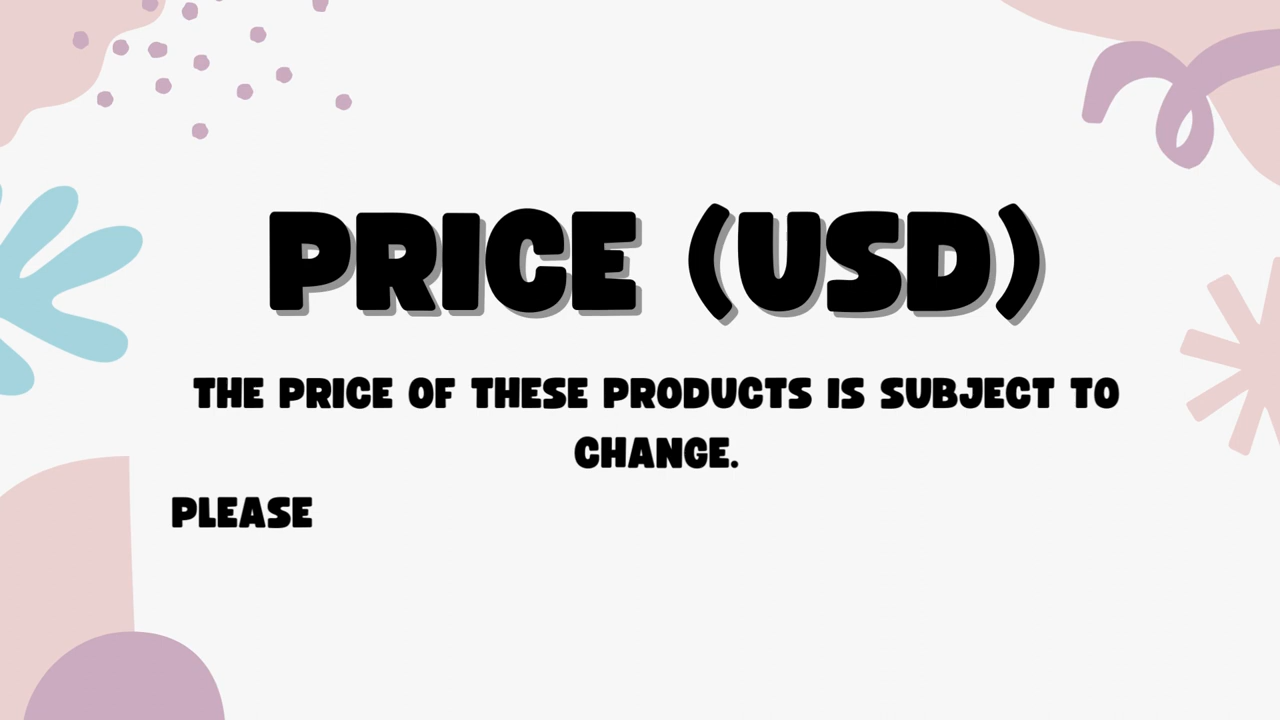 PRICE (USD)
THE PRICE OF THESE PRODUCTS IS SUBJECT TO
CHANGE.
PLEASE